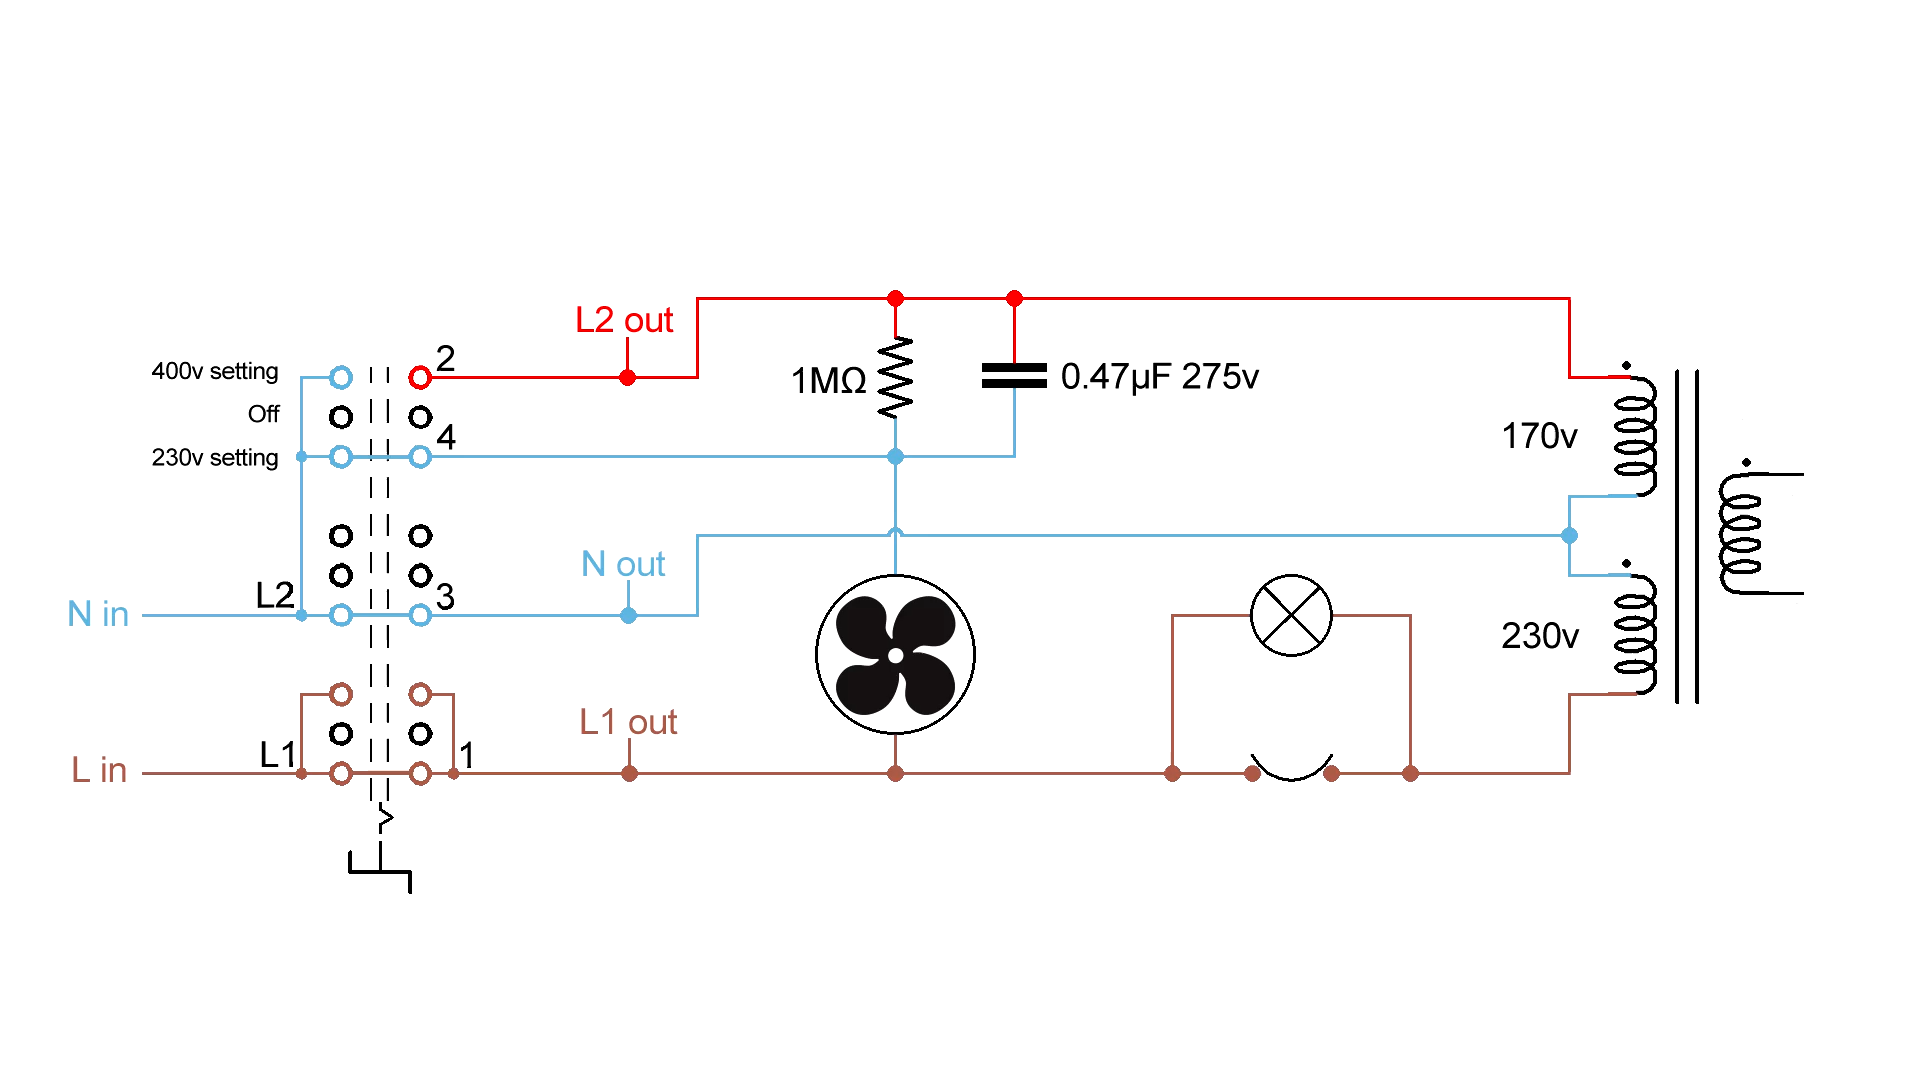 L2 out
2
400v setting
1MΩ
0.47µF 275v
Off
4
170v
230v setting
N out
L2
3
N in
230v
L1 out
L1
1
L in